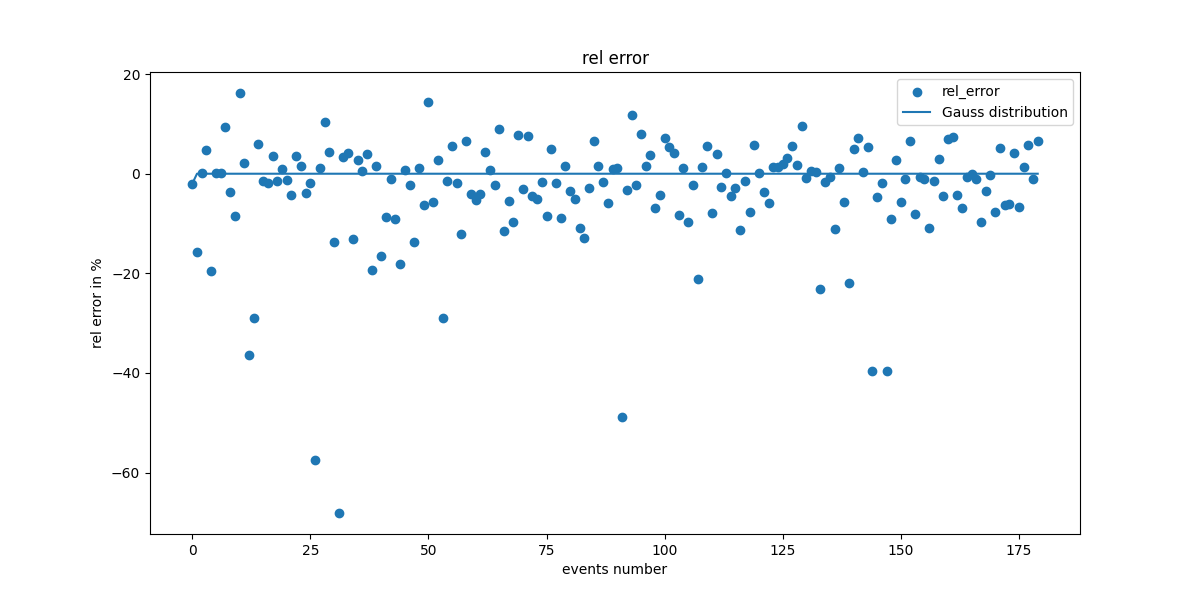 rel error
rel_error
Gauss distribution
rel error in %
20
0
−20
−40
−60
0 25 50 75 100 125 150 175
events number